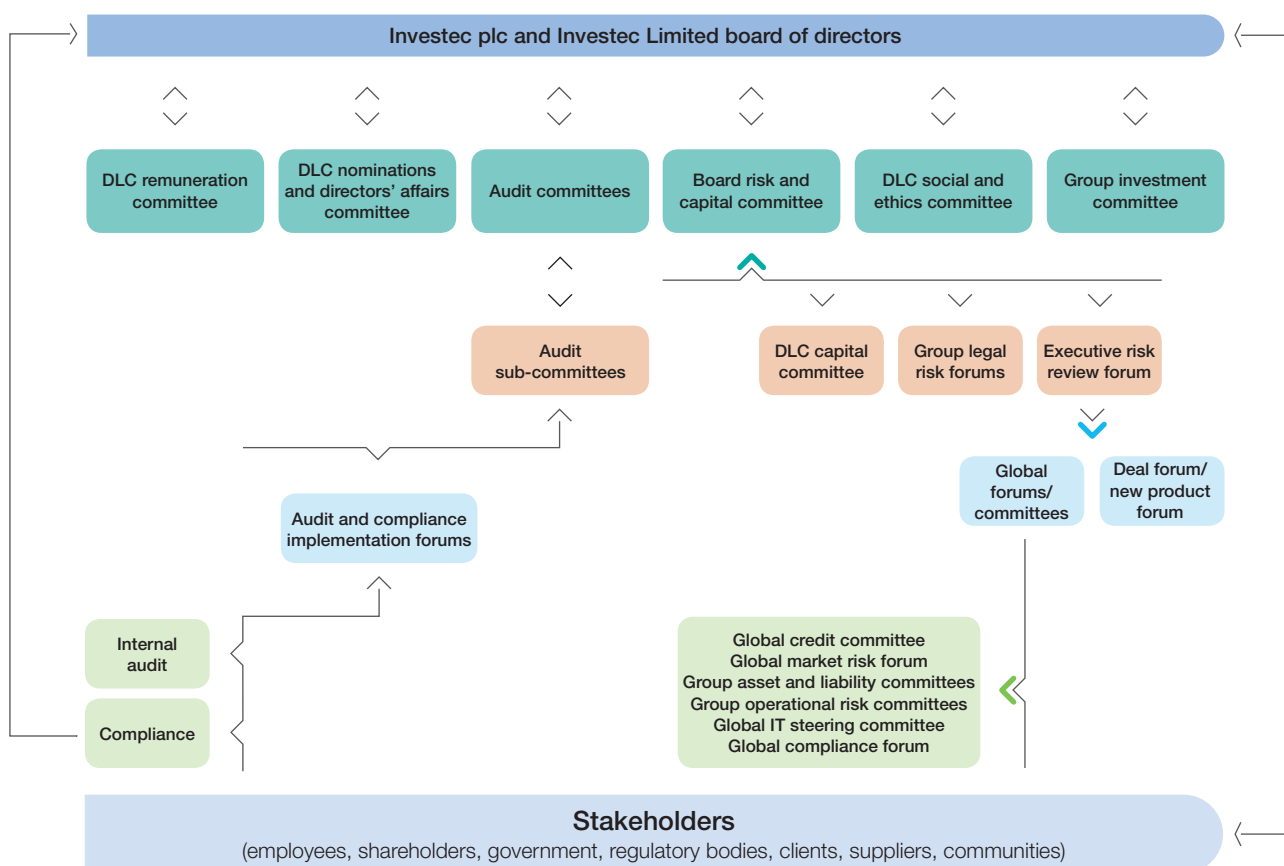 Investec plc and Investec Limited board of directors
DLC remuneration
committee
DLC nominations
and directors’ affairs
committee
Audit committees
Board risk and
capital committee
DLC social and
ethics committee
Group investment
committee
Audit
sub-committees
DLC capital
committee
Group legal
risk forums
Executive risk
review forum
Global
forums/
committees
Deal forum/
new product
forum
Audit and compliance
implementation forums
Internal
audit
Compliance
Global credit committee
Global market risk forum
Group asset and liability committees
Group operational risk committees
Global IT steering committee
Global compliance forum
Stakeholders
(employees, shareholders, government, regulatory bodies, clients, suppliers, communities)